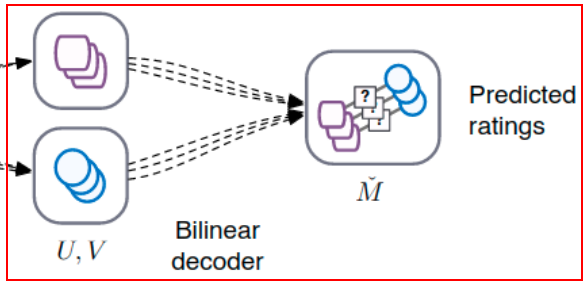 ?
?
?
Predicted
ratings
M̌
U, V
Bilinear
decoder